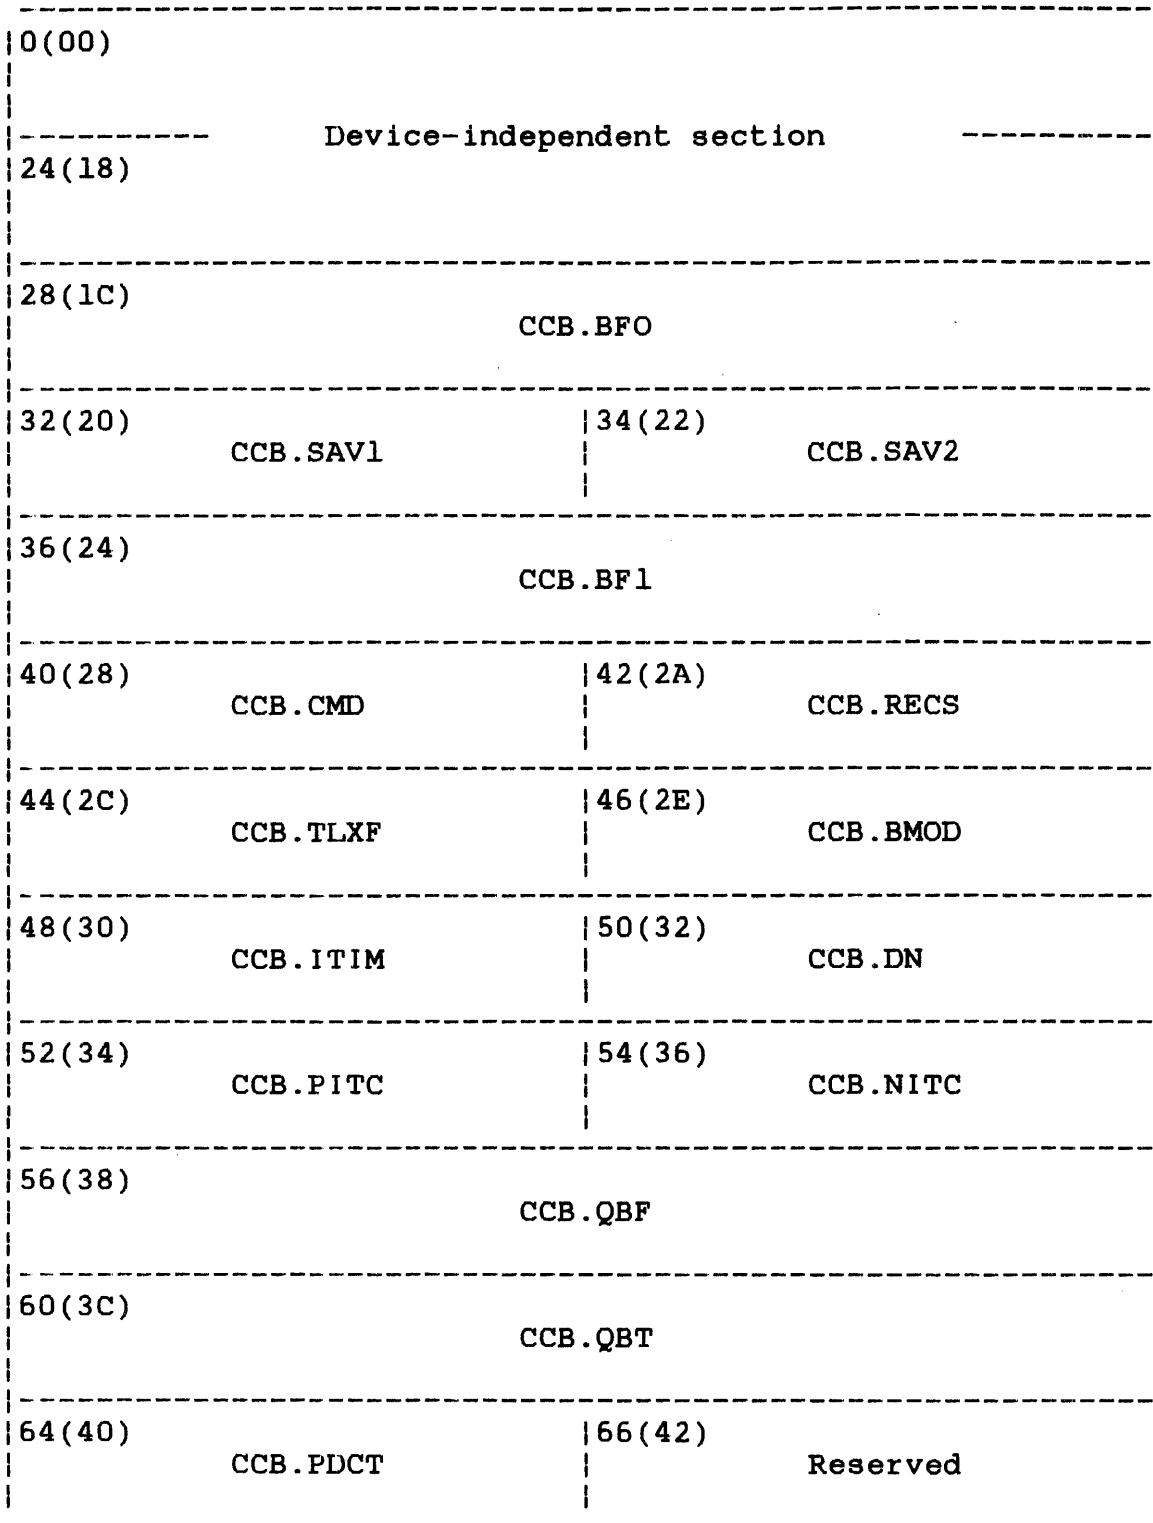 0(00)
Device-independent section
24(18)
28(1C)
CCB.BF0
32(20) 34(22)
CCB.SAV1 CCB.SAV2
36(24)
CCB.BF1
40(28) 42(2A)
CCB.CMD CCB.RECS
44(2C) 46(2E)
CCB.TLXF CCB.BMOD
48(30) 50(32)
CCB.ITIM CCB.DN
52(34) 54(36)
CCB.PITC CCB.NITC
56(38)
CCB.QBF
60(3C)
CCB.QBT
64(40) 66(42)
CCB.PDCT Reserved